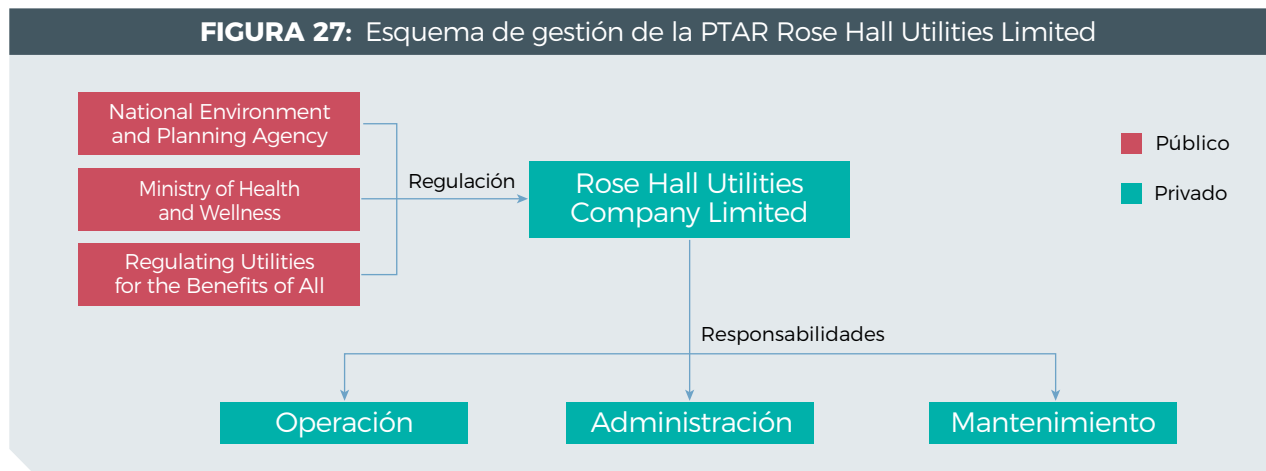 FIGURA 27: Esquema de gestión de la PTAR Rose Hall Utilities Limited
National Environment
and Planning Agency
Ministry of Health
and Wellness
Regulating Utilities
for the Benefits of All
Regulación
Rose Hall Utilities
Company Limited
Público
Privado
Responsabilidades
Operación
Administración
Mantenimiento